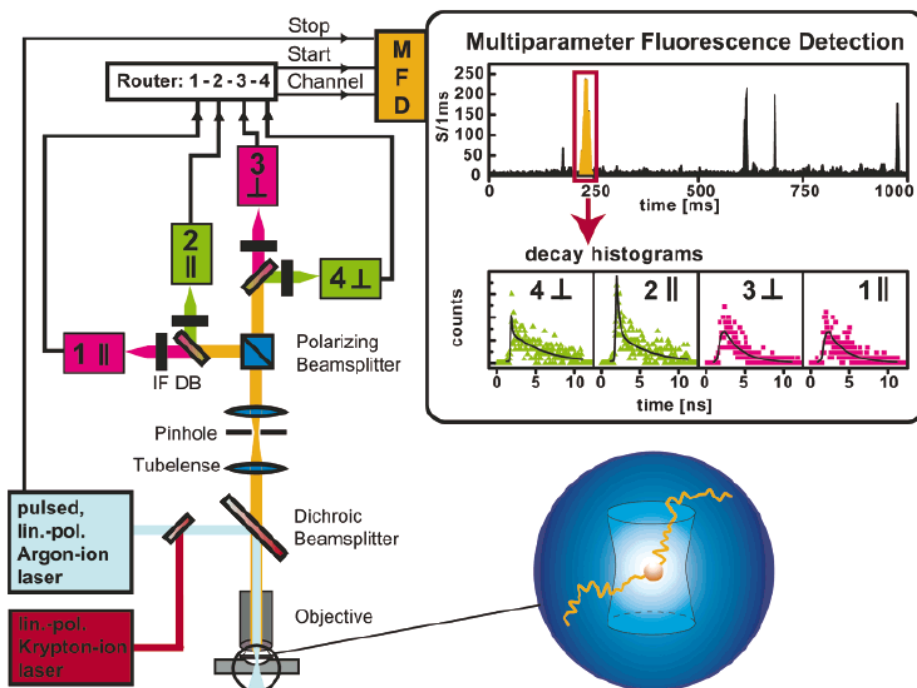 Stop
Start
Channel
Router: 1 - 2 - 3 - 4
M
F
D
3 ⊥
2 ||
4 ⊥
1 ||
IF DB
Polarizing
Beamsplitter
Pinhole
Tubelense
Dichroic
Beamsplitter
pulsed,
lin.-pol.
Argon-ion
laser
lin.-pol.
Krypton-ion
laser
Objective
Multiparameter Fluorescence Detection
S/1ms
250
200
150
100
50
0
0 250 500 750 1000
time [ms]
decay histograms
counts
4 ⊥ 2 || 3 ⊥ 1 ||
0 5 10 0 5 10 0 5 10 0 5 10
time [ns]